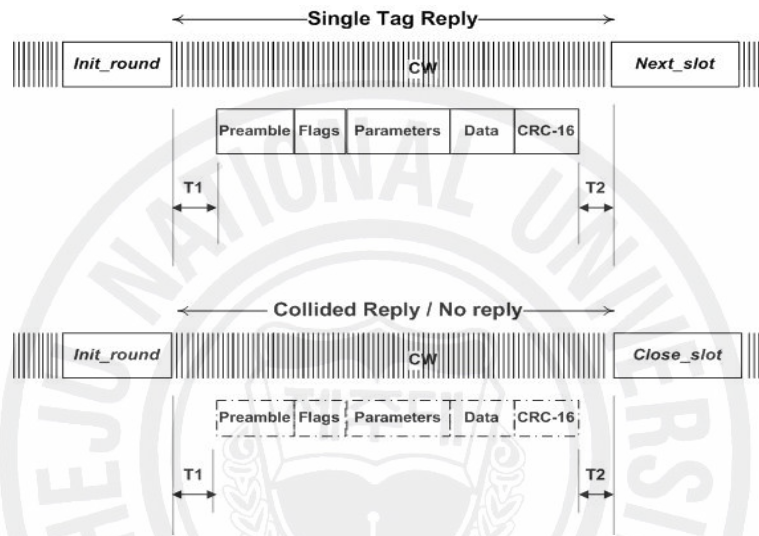 Single Tag Reply
Init_round CW Next_slot
Preamble Flags Parameters Data CRC-16
T1 T2
Collided Reply / No reply
Init_round CW Close_slot
Preamble Flags Parameters Data CRC-16
T1 T2
NATIONAL